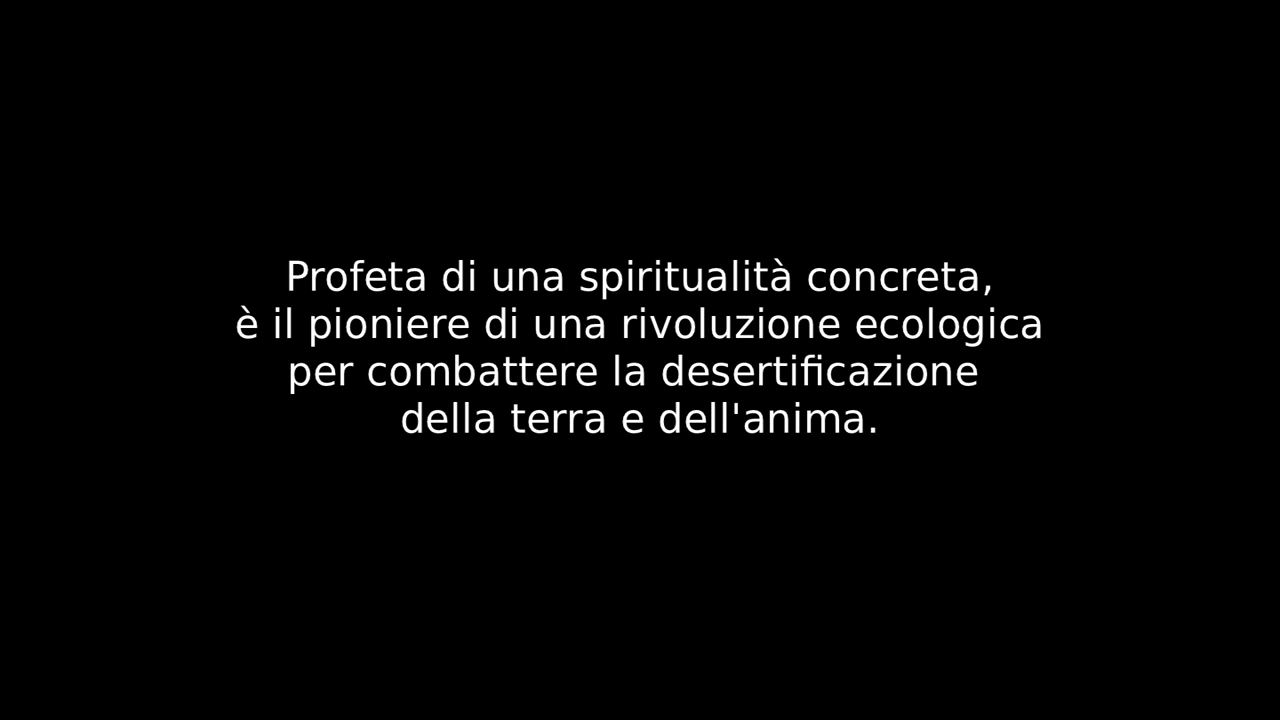 Profeta di una spiritualità concreta,
è il pioniere di una rivoluzione ecologica
per combattere la desertificazione
della terra e dell'anima.